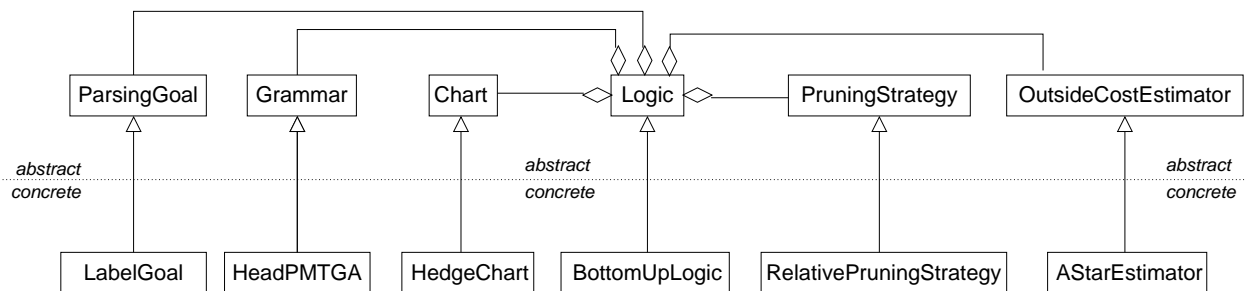 ParsingGoal Grammar Chart Logic PruningStrategy OutsideCostEstimator
abstract abstract abstract
concrete concrete concrete
LabelGoal HeadPMTGA HedgeChart BottomUpLogic RelativePruningStrategy AStarEstimator